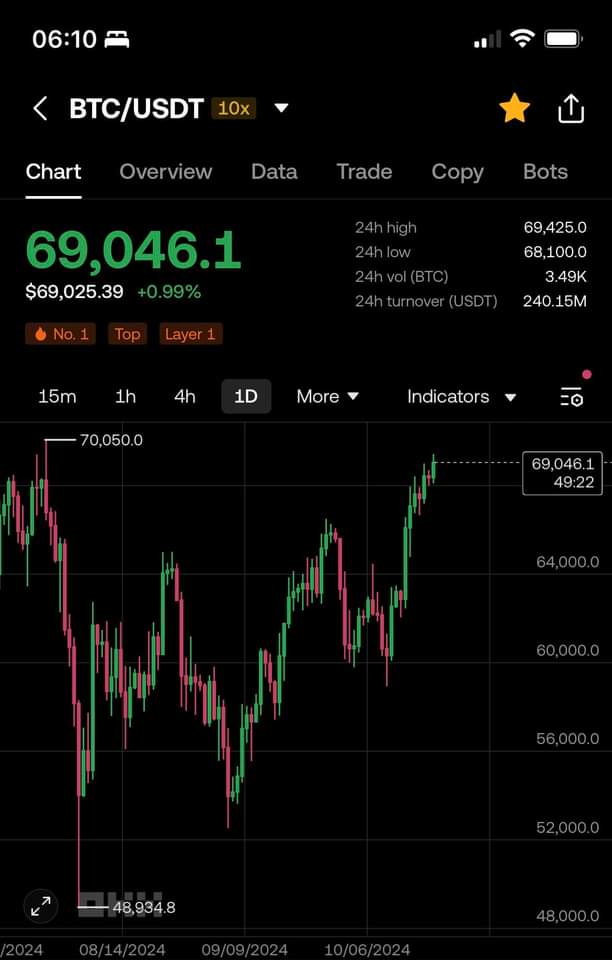 06:10
BTC/USDT 10x
Chart Overview Data Trade Copy Bots
69,046.1
$69,025.39 +0.99%
24h high 69,425.0
24h low 68,100.0
24h vol (BTC) 3.49K
24h turnover (USDT) 240.15M
No. 1 Top Layer 1
15m 1h 4h 1D More Indicators
70,050.0
69,046.1
49:22
64,000.0
60,000.0
56,000.0
52,000.0
48,934.8
48,000.0
/2024 08/14/2024 09/09/2024 10/06/2024